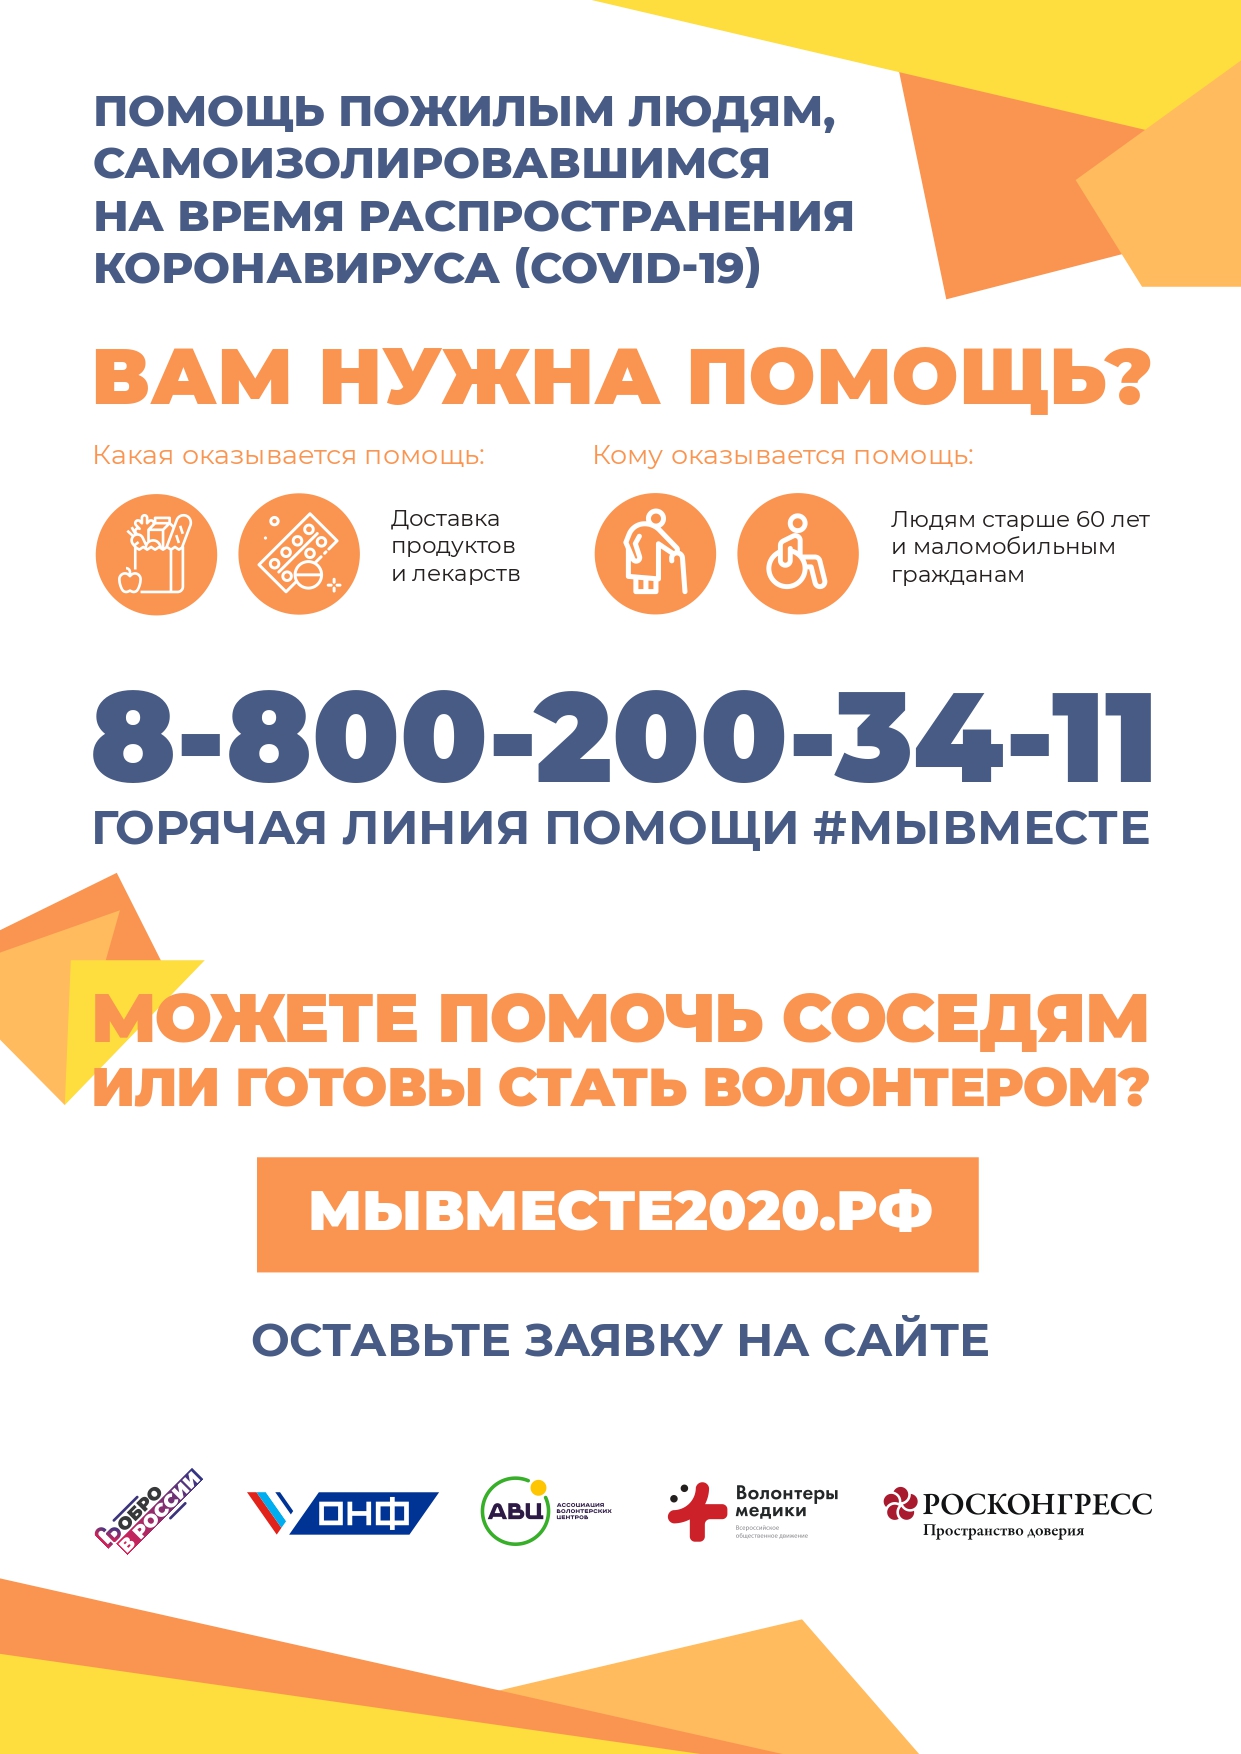 ПОМОЩЬ ПОЖИЛЫМ ЛЮДЯМ,
САМОИЗОЛИРОВАВШИМСЯ
НА ВРЕМЯ РАСПРОСТРАНЕНИЯ
КОРОНАВИРУСА (COVID-19)
ВАМ НУЖНА ПОМОЩЬ?
Какая оказывается помощь:
Доставка
продуктов
и лекарств
Кому оказывается помощь:
Людям старше 60 лет
и маломобильным
гражданам
8-800-200-34-11
ГОРЯЧАЯ ЛИНИЯ ПОМОЩИ #МЫВМЕСТЕ
МОЖЕТЕ ПОМОЧЬ СОСЕДЯМ
ИЛИ ГОТОВЫ СТАТЬ ВОЛОНТЕРОМ?
МЫВМЕСТЕ2020.РФ
ОСТАВЬТЕ ЗАЯВКУ НА САЙТЕ
ДОБРО
В РОССИИ
ОНФ
АВЦ
АССОЦИАЦИЯ
ВОЛОНТЕРСКИХ
ЦЕНТРОВ
Волонтеры
медики
Всероссийское
общественное движение
РОСКОНГРЕСС
Пространство доверия